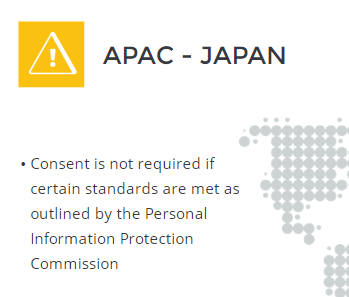 APAC - JAPAN
• Consent is not required if
certain standards are met as
outlined by the Personal
Information Protection
Commission